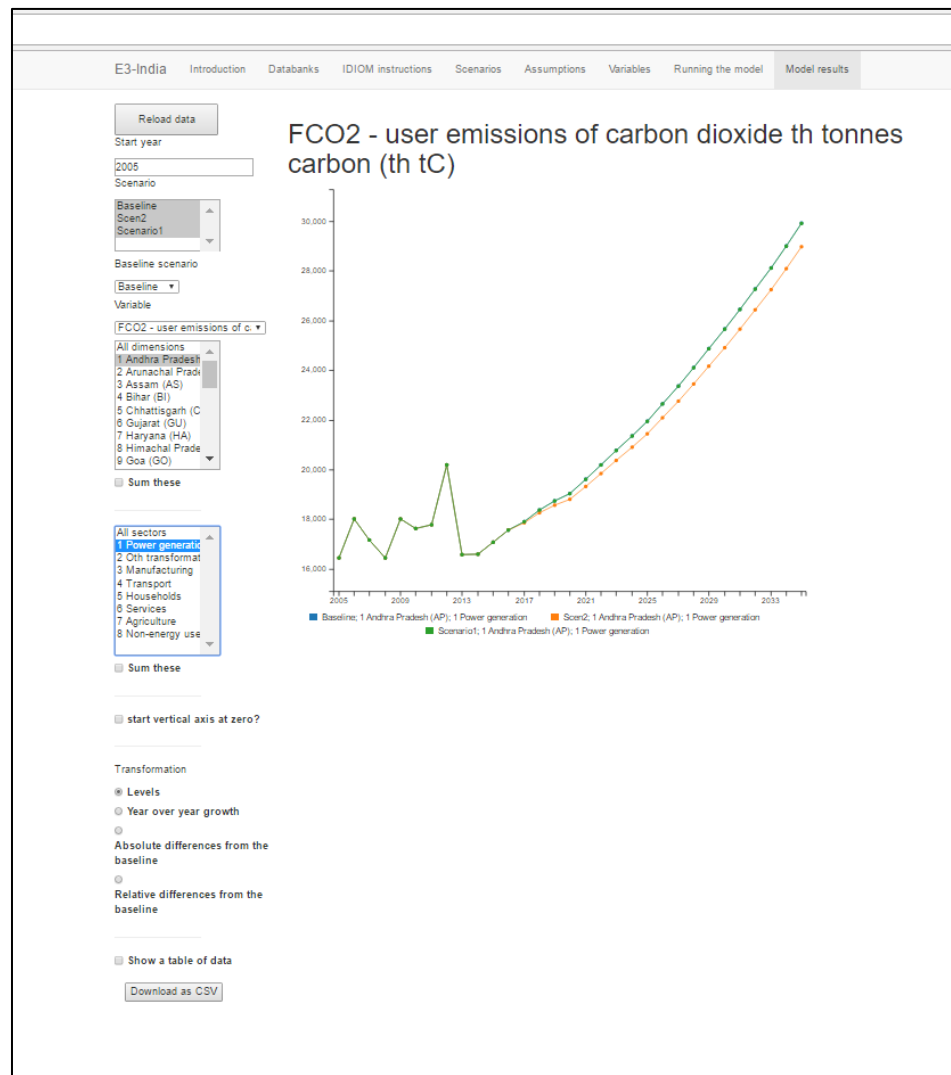 E3-India Introduction Databanks IDIOM instructions Scenarios Assumptions Variables Running the model Model results
Reload data
Start year
2005
Scenario
Baseline
Scen2
Scenario1
Baseline scenario
Baseline
Variable
FCO2 - user emissions of c
All dimensions
1 Andhra Pradesh
2 Arunachal Prade
3 Assam (AS)
4 Bihar (BI)
5 Chhattisgarh (C
6 Gujarat (GU)
7 Haryana (HA)
8 Himachal Prade
9 Goa (GO)
Sum these
All sectors
1 Power generatio
2 Oth transformat
3 Manufacturing
4 Transport
5 Households
6 Services
7 Agriculture
8 Non-energy use
Sum these
start vertical axis at zero?
Transformation
Levels
Year over year growth
Absolute differences from the
baseline
Relative differences from the
baseline
Show a table of data
Download as CSV
FCO2 - user emissions of carbon dioxide th tonnes
carbon (th tC)
30,000
28,000
26,000
24,000
22,000
20,000
18,000
16,000
2005 2009 2013 2017 2021 2025 2029 2033
Baseline; 1 Andhra Pradesh (AP); 1 Power generation Scen2; 1 Andhra Pradesh (AP); 1 Power generation
Scenario1; 1 Andhra Pradesh (AP); 1 Power generation